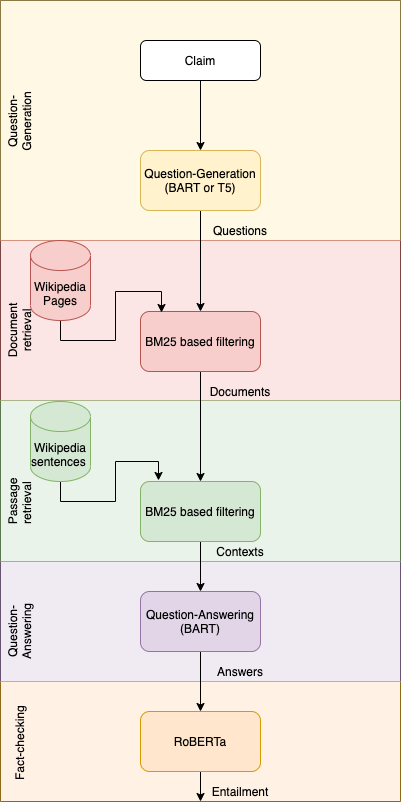 Question-
Generation
Claim
Question-Generation
(BART or T5)
Questions
Document
retrieval
Wikipedia
Pages
BM25 based filtering
Documents
Passage
retrieval
Wikipedia
sentences
BM25 based filtering
Contexts
Question-
Answering
Question-Answering
(BART)
Answers
Fact-checking
RoBERTa
Entailment